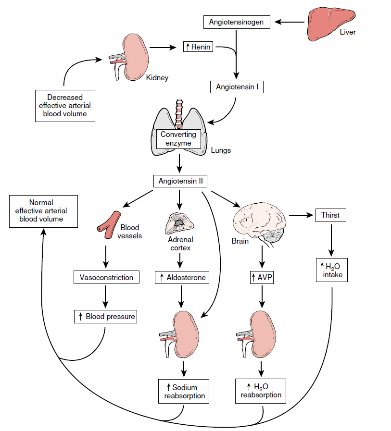 Angiotensinogen
Liver
↑ Renin
Kidney
Angiotensin I
Decreased
effective arterial
blood volume
Converting
enzyme
Lungs
Angiotensin II
Normal
effective arterial
blood volume
Blood
vessels
Adrenal
cortex
Brain
Thirst
Vasoconstriction
↑ Aldosterone
↑ AVP
↑ H₂O
intake
↑ Blood pressure
↑ Sodium
reabsorption
↑ H₂O
reabsorption